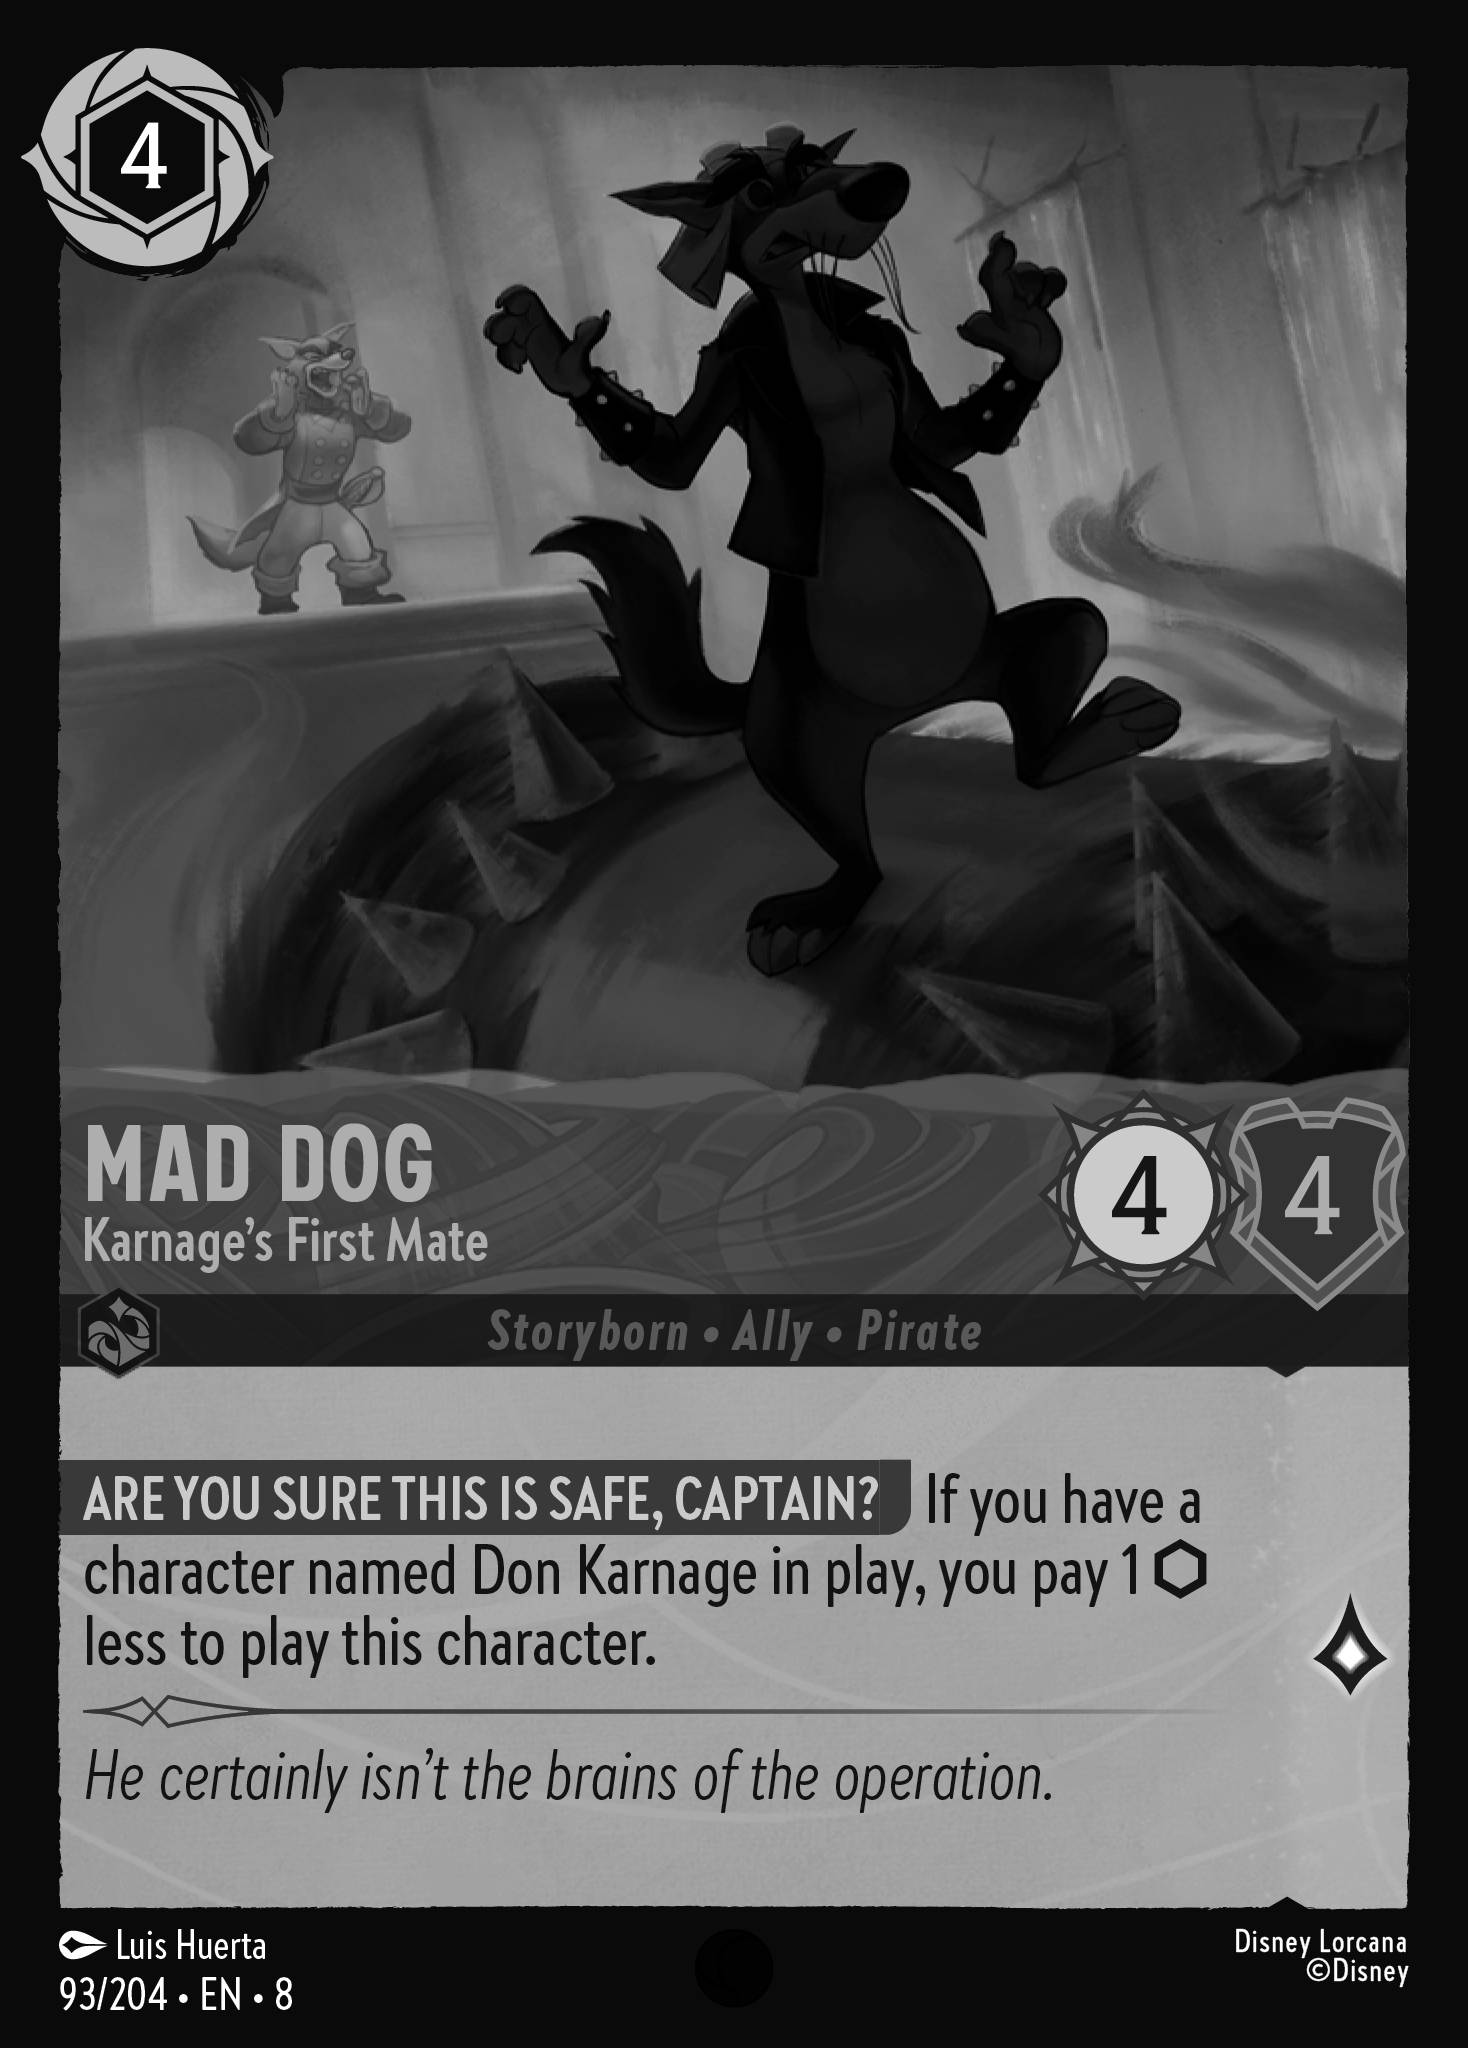 4
MAD DOG
Karnage's First Mate
4 4
Storyborn • Ally • Pirate
ARE YOU SURE THIS IS SAFE, CAPTAIN? If you have a
character named Don Karnage in play, you pay 1 ⬡
less to play this character.
He certainly isn't the brains of the operation.
Luis Huerta
93/204 • EN • 8
Disney Lorcana
©Disney